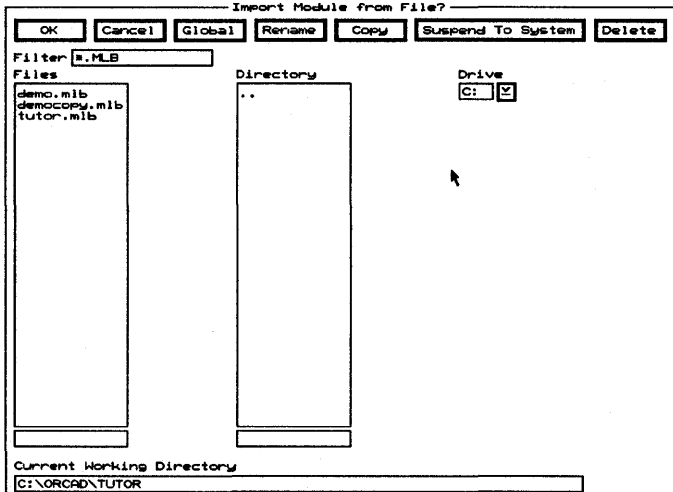 Import Module from File?
OK Cancel Global Rename Copy Suspend To System Delete
Filter *.MLB
Files Directory Drive
demo.mlb .. C:
democopy.mlb
tutor.mlb
Current Working Directory
C:\ORCAD\TUTOR